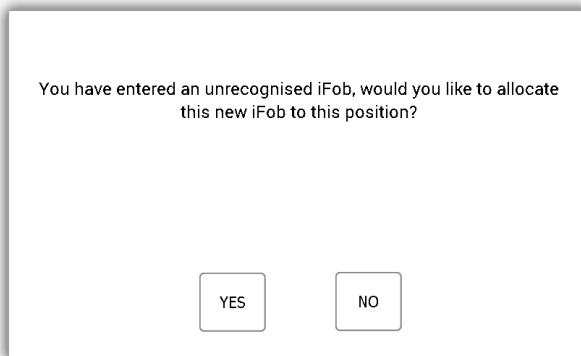 You have entered an unrecognised iFob, would you like to allocate
this new iFob to this position?
YES NO